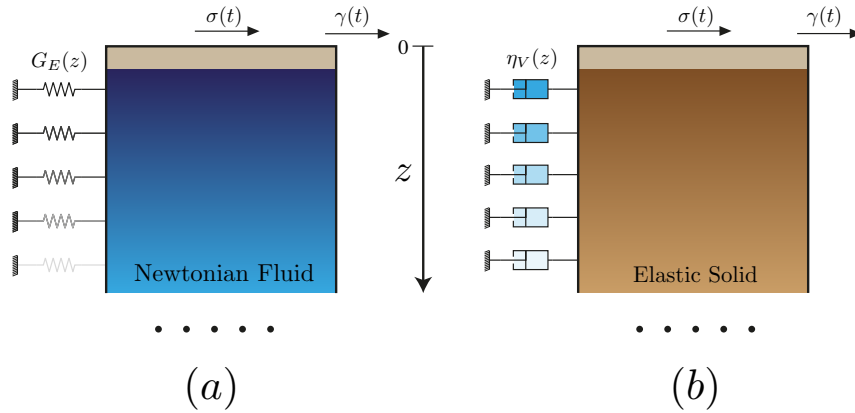 σ(t) γ(t) σ(t) γ(t)
0
G_E(z) η_V(z)
z
Newtonian Fluid Elastic Solid
(a) (b)